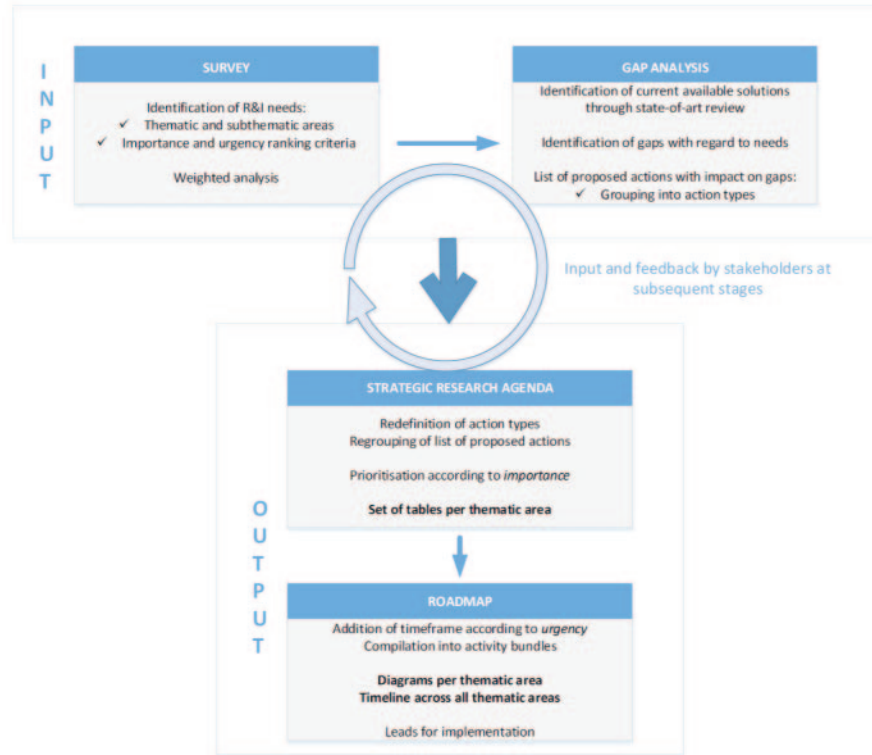 INPUT
SURVEY
Identification of R&I needs:
✓ Thematic and subthematic areas
✓ Importance and urgency ranking criteria
Weighted analysis
GAP ANALYSIS
Identification of current available solutions
through state-of-art review
Identification of gaps with regard to needs
List of proposed actions with impact on gaps:
✓ Grouping into action types
Input and feedback by stakeholders at
subsequent stages
OUTPUT
STRATEGIC RESEARCH AGENDA
Redefinition of action types
Regrouping of list of proposed actions
Prioritisation according to importance
Set of tables per thematic area
ROADMAP
Addition of timeframe according to urgency
Compilation into activity bundles
Diagrams per thematic area
Timeline across all thematic areas
Leads for implementation